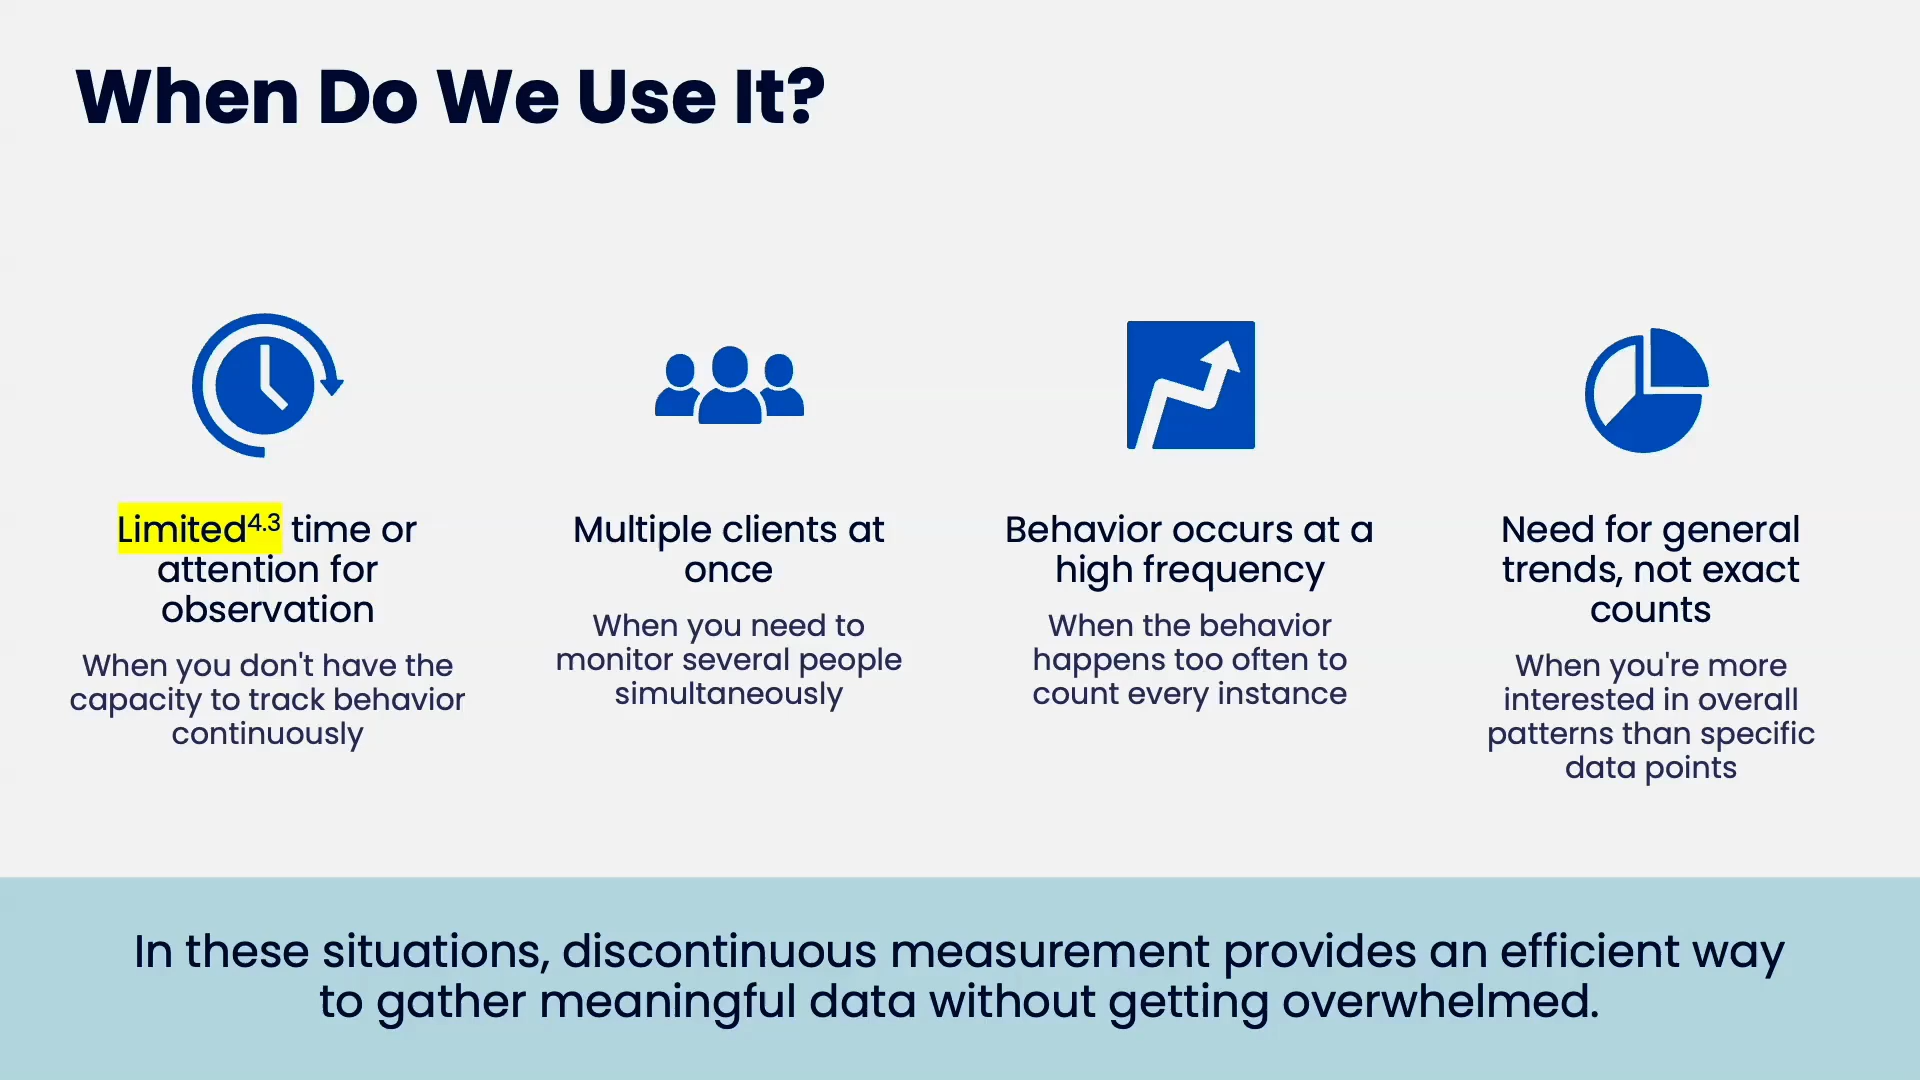 When Do We Use It?
Limited4.3 time or
attention for
observation
When you don't have the
capacity to track behavior
continuously
Multiple clients at
once
When you need to
monitor several people
simultaneously
Behavior occurs at a
high frequency
When the behavior
happens too often to
count every instance
Need for general
trends, not exact
counts
When you're more
interested in overall
patterns than specific
data points
In these situations, discontinuous measurement provides an efficient way
to gather meaningful data without getting overwhelmed.